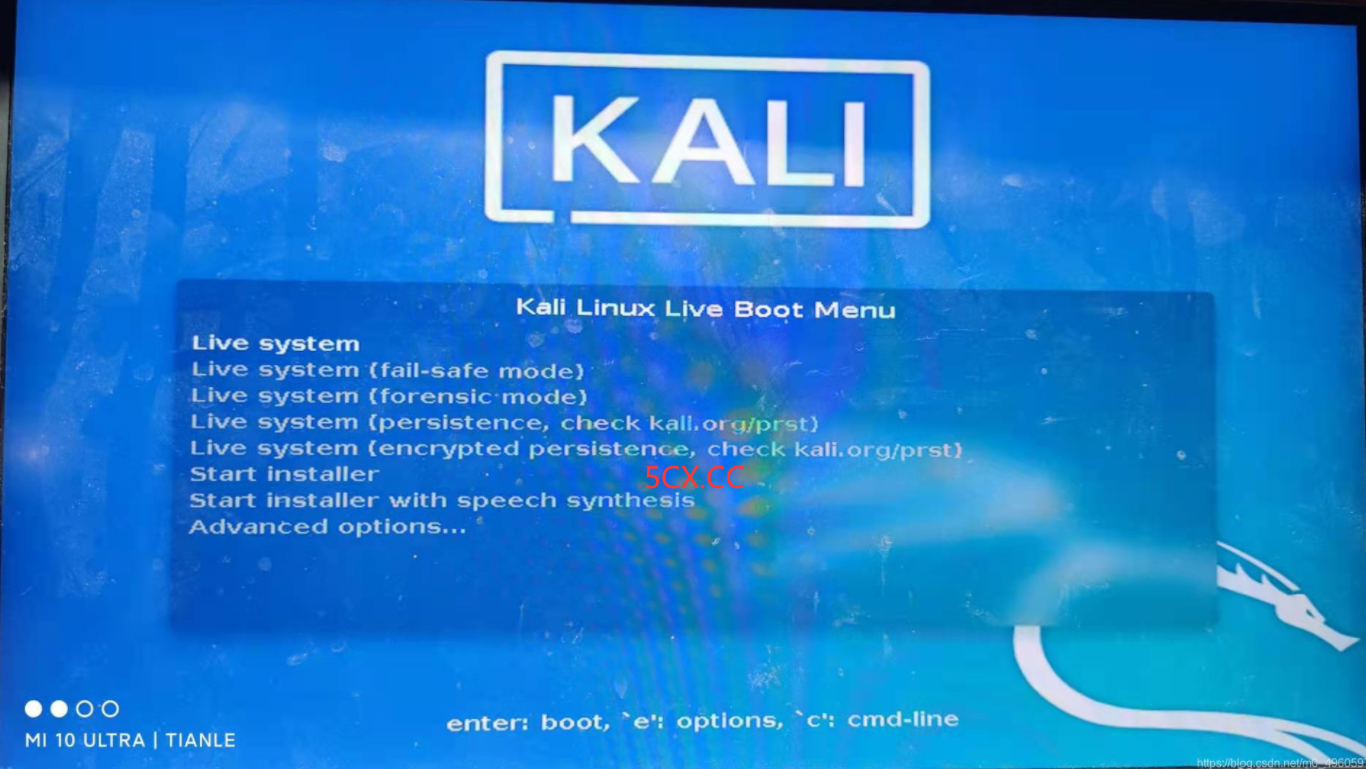 KALI
Kali Linux Live Boot Menu
Live system
Live system (fail-safe mode)
Live system (forensic mode)
Live system (persistence, check kali.org/prst)
Live system (encrypted persistence, check kali.org/prst)
Start installer
5CX.CC
Start installer with speech synthesis
Advanced options...
enter: boot, `e': options, `c': cmd-line
MI 10 ULTRA | TIANLE
https://blog.csdn.net/m0_496059